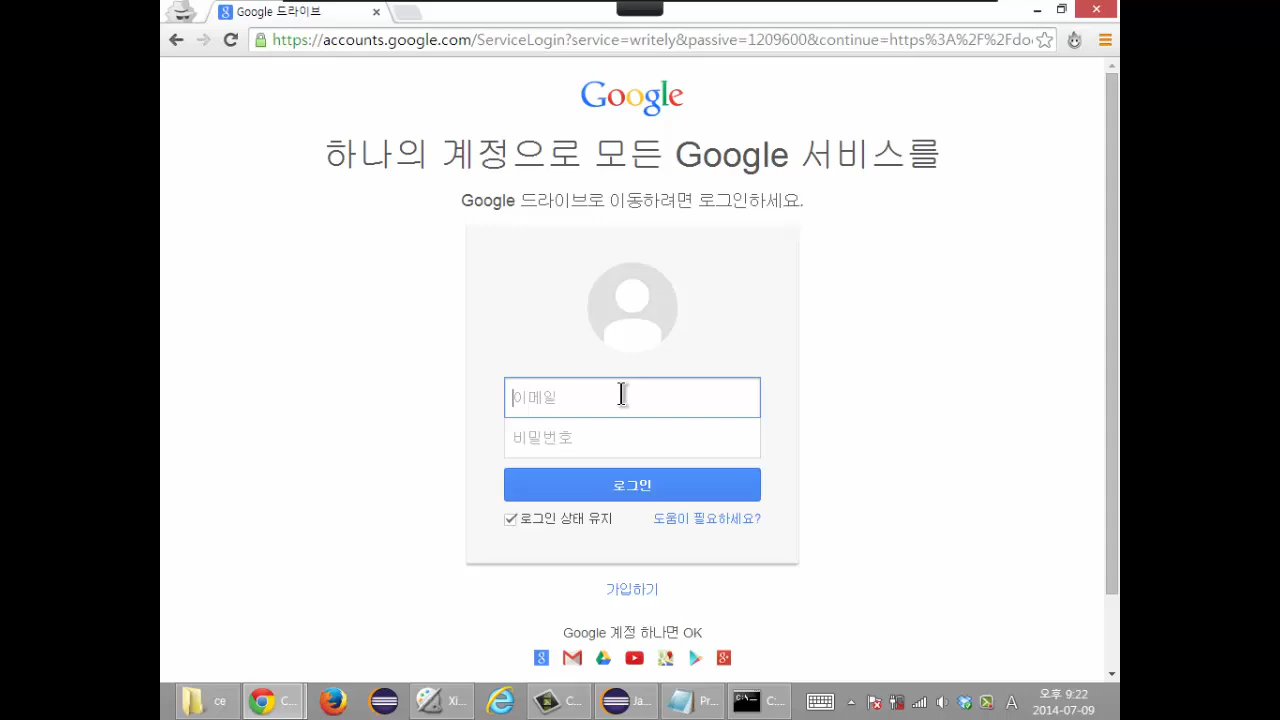 Google 드라이브
https://accounts.google.com/ServiceLogin?service=writely&passive=1209600&continue=https%3A%2F%2Fdo
Google
하나의 계정으로 모든 Google 서비스를
Google 드라이브로 이동하려면 로그인하세요.
이메일
비밀번호
로그인
로그인 상태 유지
도움이 필요하세요?
가입하기
Google 계정 하나면 OK
ce
C...
Xi...
C...
Ja...
Pr...
C:...
A
오후 9:22
2014-07-09